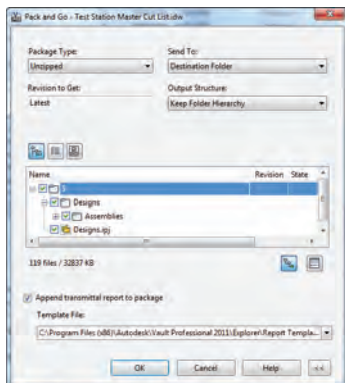 Pack and Go - Test Station Master Cut List.idw
Package Type: Send To:
Unzipped Destination Folder
Revision to Get: Output Structure:
Latest Keep Folder Hierarchy
Name Revision State
$
Designs
Assemblies
Designs.ipj
119 files / 32837 KB
Append transmittal report to package
Template File:
C:\Program Files (x86)\Autodesk\Vault Professional 2011\Explorer\Report Templa...
OK Cancel Help <<